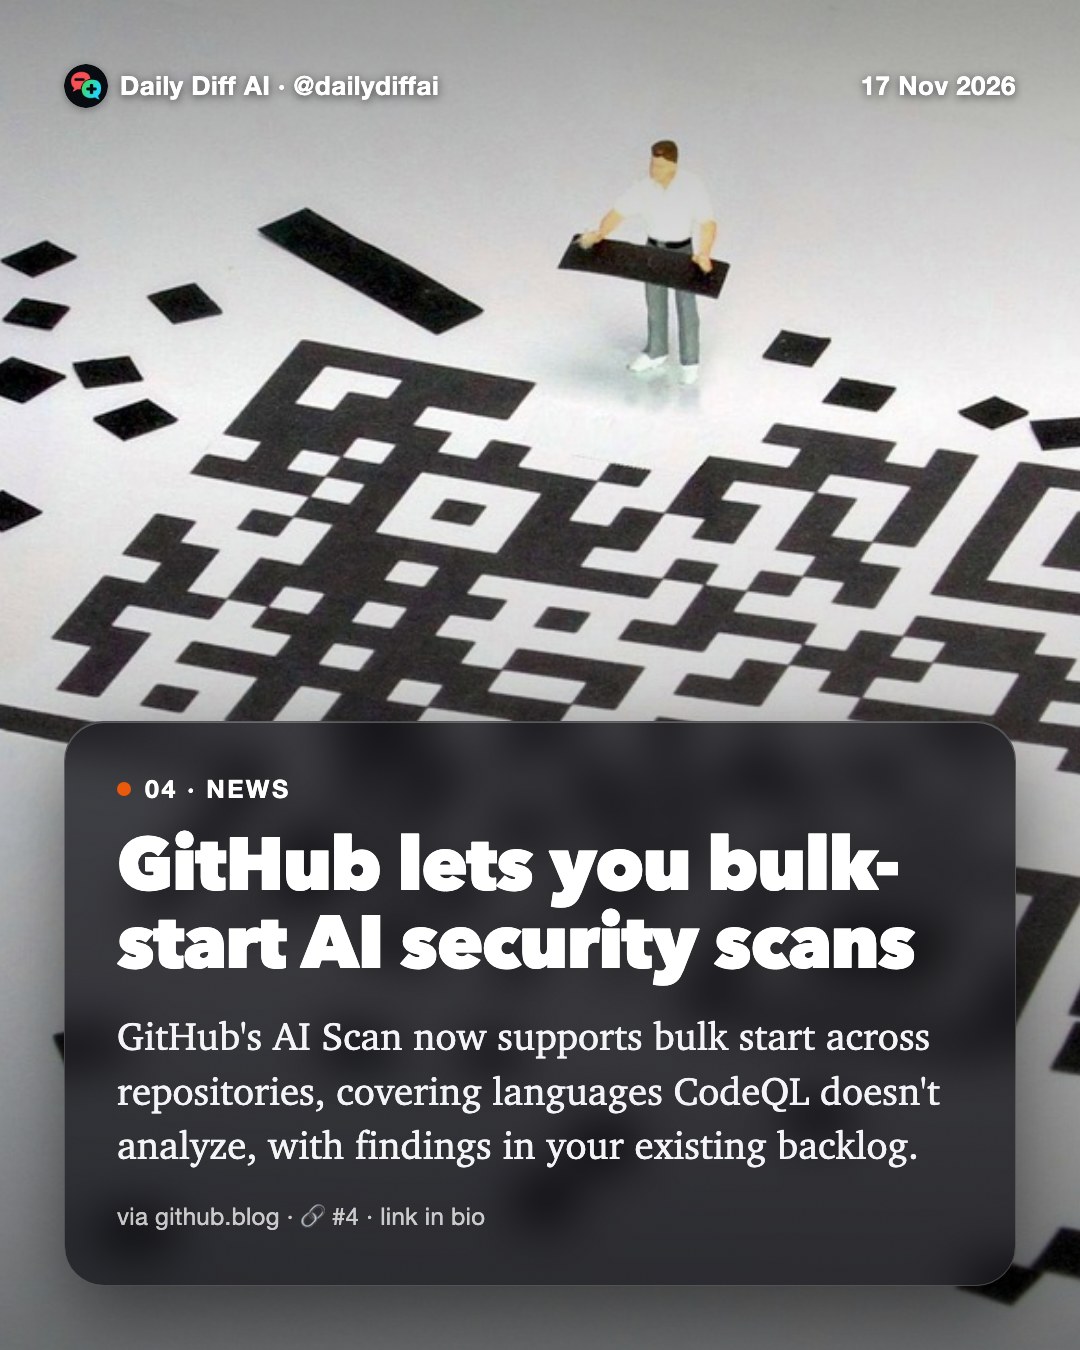 Daily Diff AI · @dailydiffai
17 Nov 2026
04 · NEWS
GitHub lets you bulk-
start AI security scans
GitHub's AI Scan now supports bulk start across
repositories, covering languages CodeQL doesn't
analyze, with findings in your existing backlog.
via github.blog · 🔗 #4 · link in bio